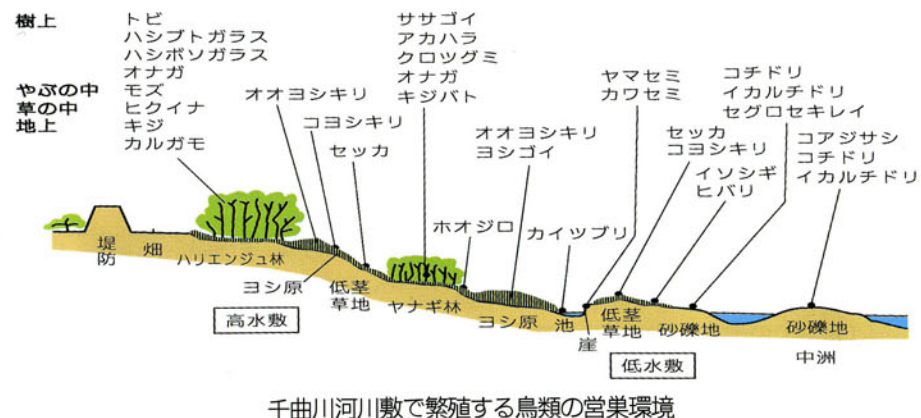 樹上
やぶの中
草の中
地上
トビ
ハシブトガラス
ハシボソガラス
オナガ
モズ
ヒクイナ
キジ
カルガモ
オオヨシキリ
コヨシキリ
セッカ
ササゴイ
アカハラ
クロツグミ
オナガ
キジバト
ホオジロ
オオヨシキリ
ヨシゴイ
カイツブリ
ヤマセミ
カワセミ
セッカ
コヨシキリ
イソシギ
ヒバリ
コチドリ
イカルチドリ
セグロセキレイ
コアジサシ
コチドリ
イカルチドリ
堤防
畑
ハリエンジュ林
ヨシ原
低茎草地
ヤナギ林
ヨシ原
池
崖
低茎草地
砂礫地
砂礫地
中洲
高水敷
低水敷
千曲川河川敷で繁殖する鳥類の営巣環境